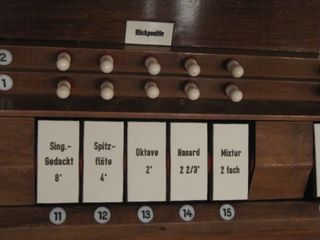 Rückpositiv
2
1
Sing.-
Gedackt
8'
Spitz-
flöte
4'
Oktave
2'
Nasard
2 2/3'
Mixtur
2 fach
11
12
13
14
15